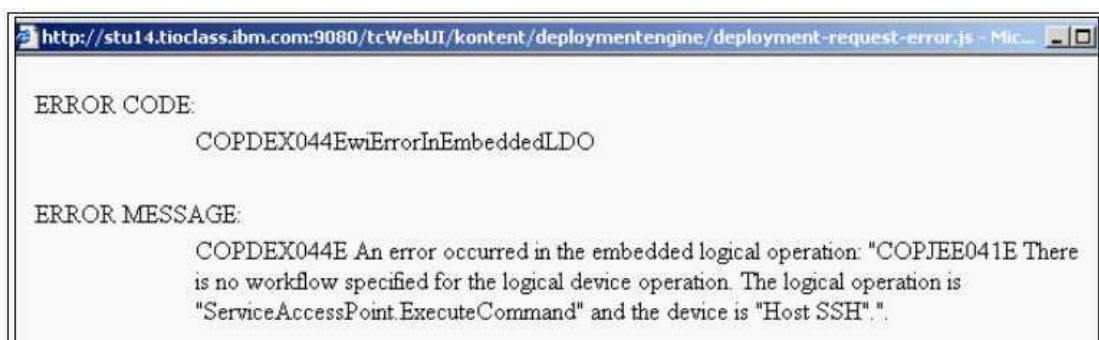 http://stu14.tioclass.ibm.com:9080/tcWebUI/kontent/deploymentengine/deployment-request-error.js - Mic...
ERROR CODE:
COPDEX044EwiErrorInEmbeddedLDO
ERROR MESSAGE:
COPDEX044E An error occurred in the embedded logical operation: "COPJEE041E There
is no workflow specified for the logical device operation. The logical operation is
"ServiceAccessPoint.ExecuteCommand" and the device is "Host SSH".".